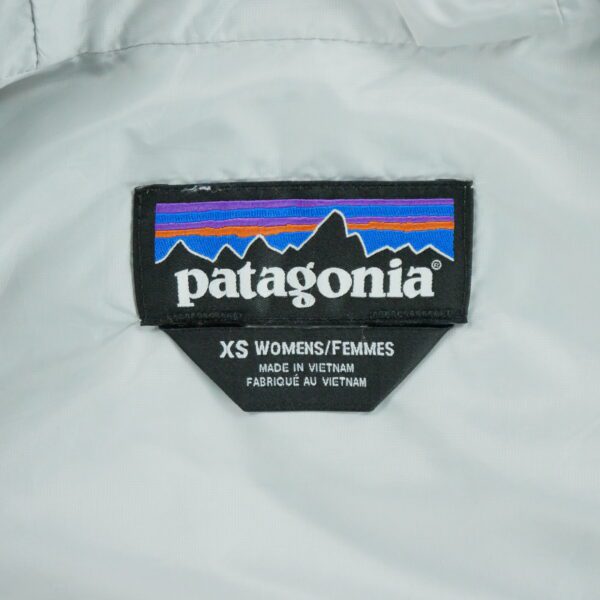 patagonia®
XS WOMENS/FEMMES
MADE IN VIETNAM
FABRIQUÉ AU VIETNAM